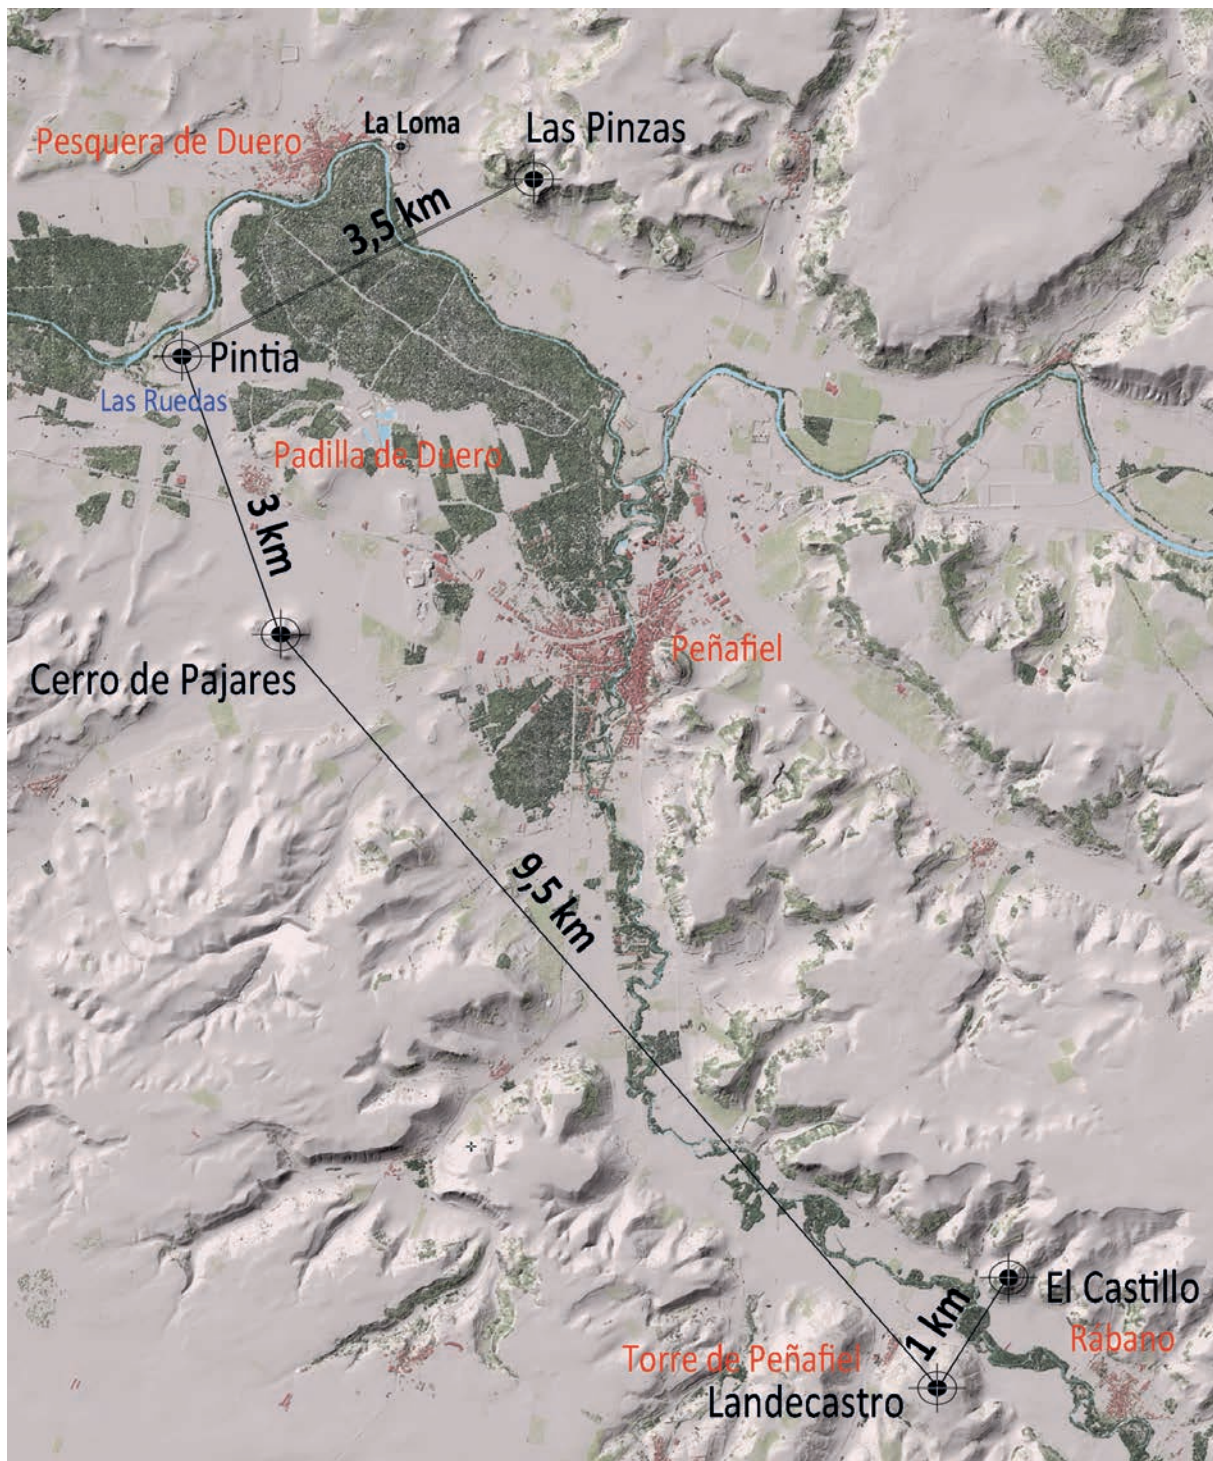 La Loma
Las Pinzas
Pesquera de Duero
3,5 km
Pintia
Las Ruedas
Padilla de Duero
3 km
Peñafiel
Cerro de Pajares
9,5 km
El Castillo
1 km
Rábano
Torre de Peñafiel
Landecastro